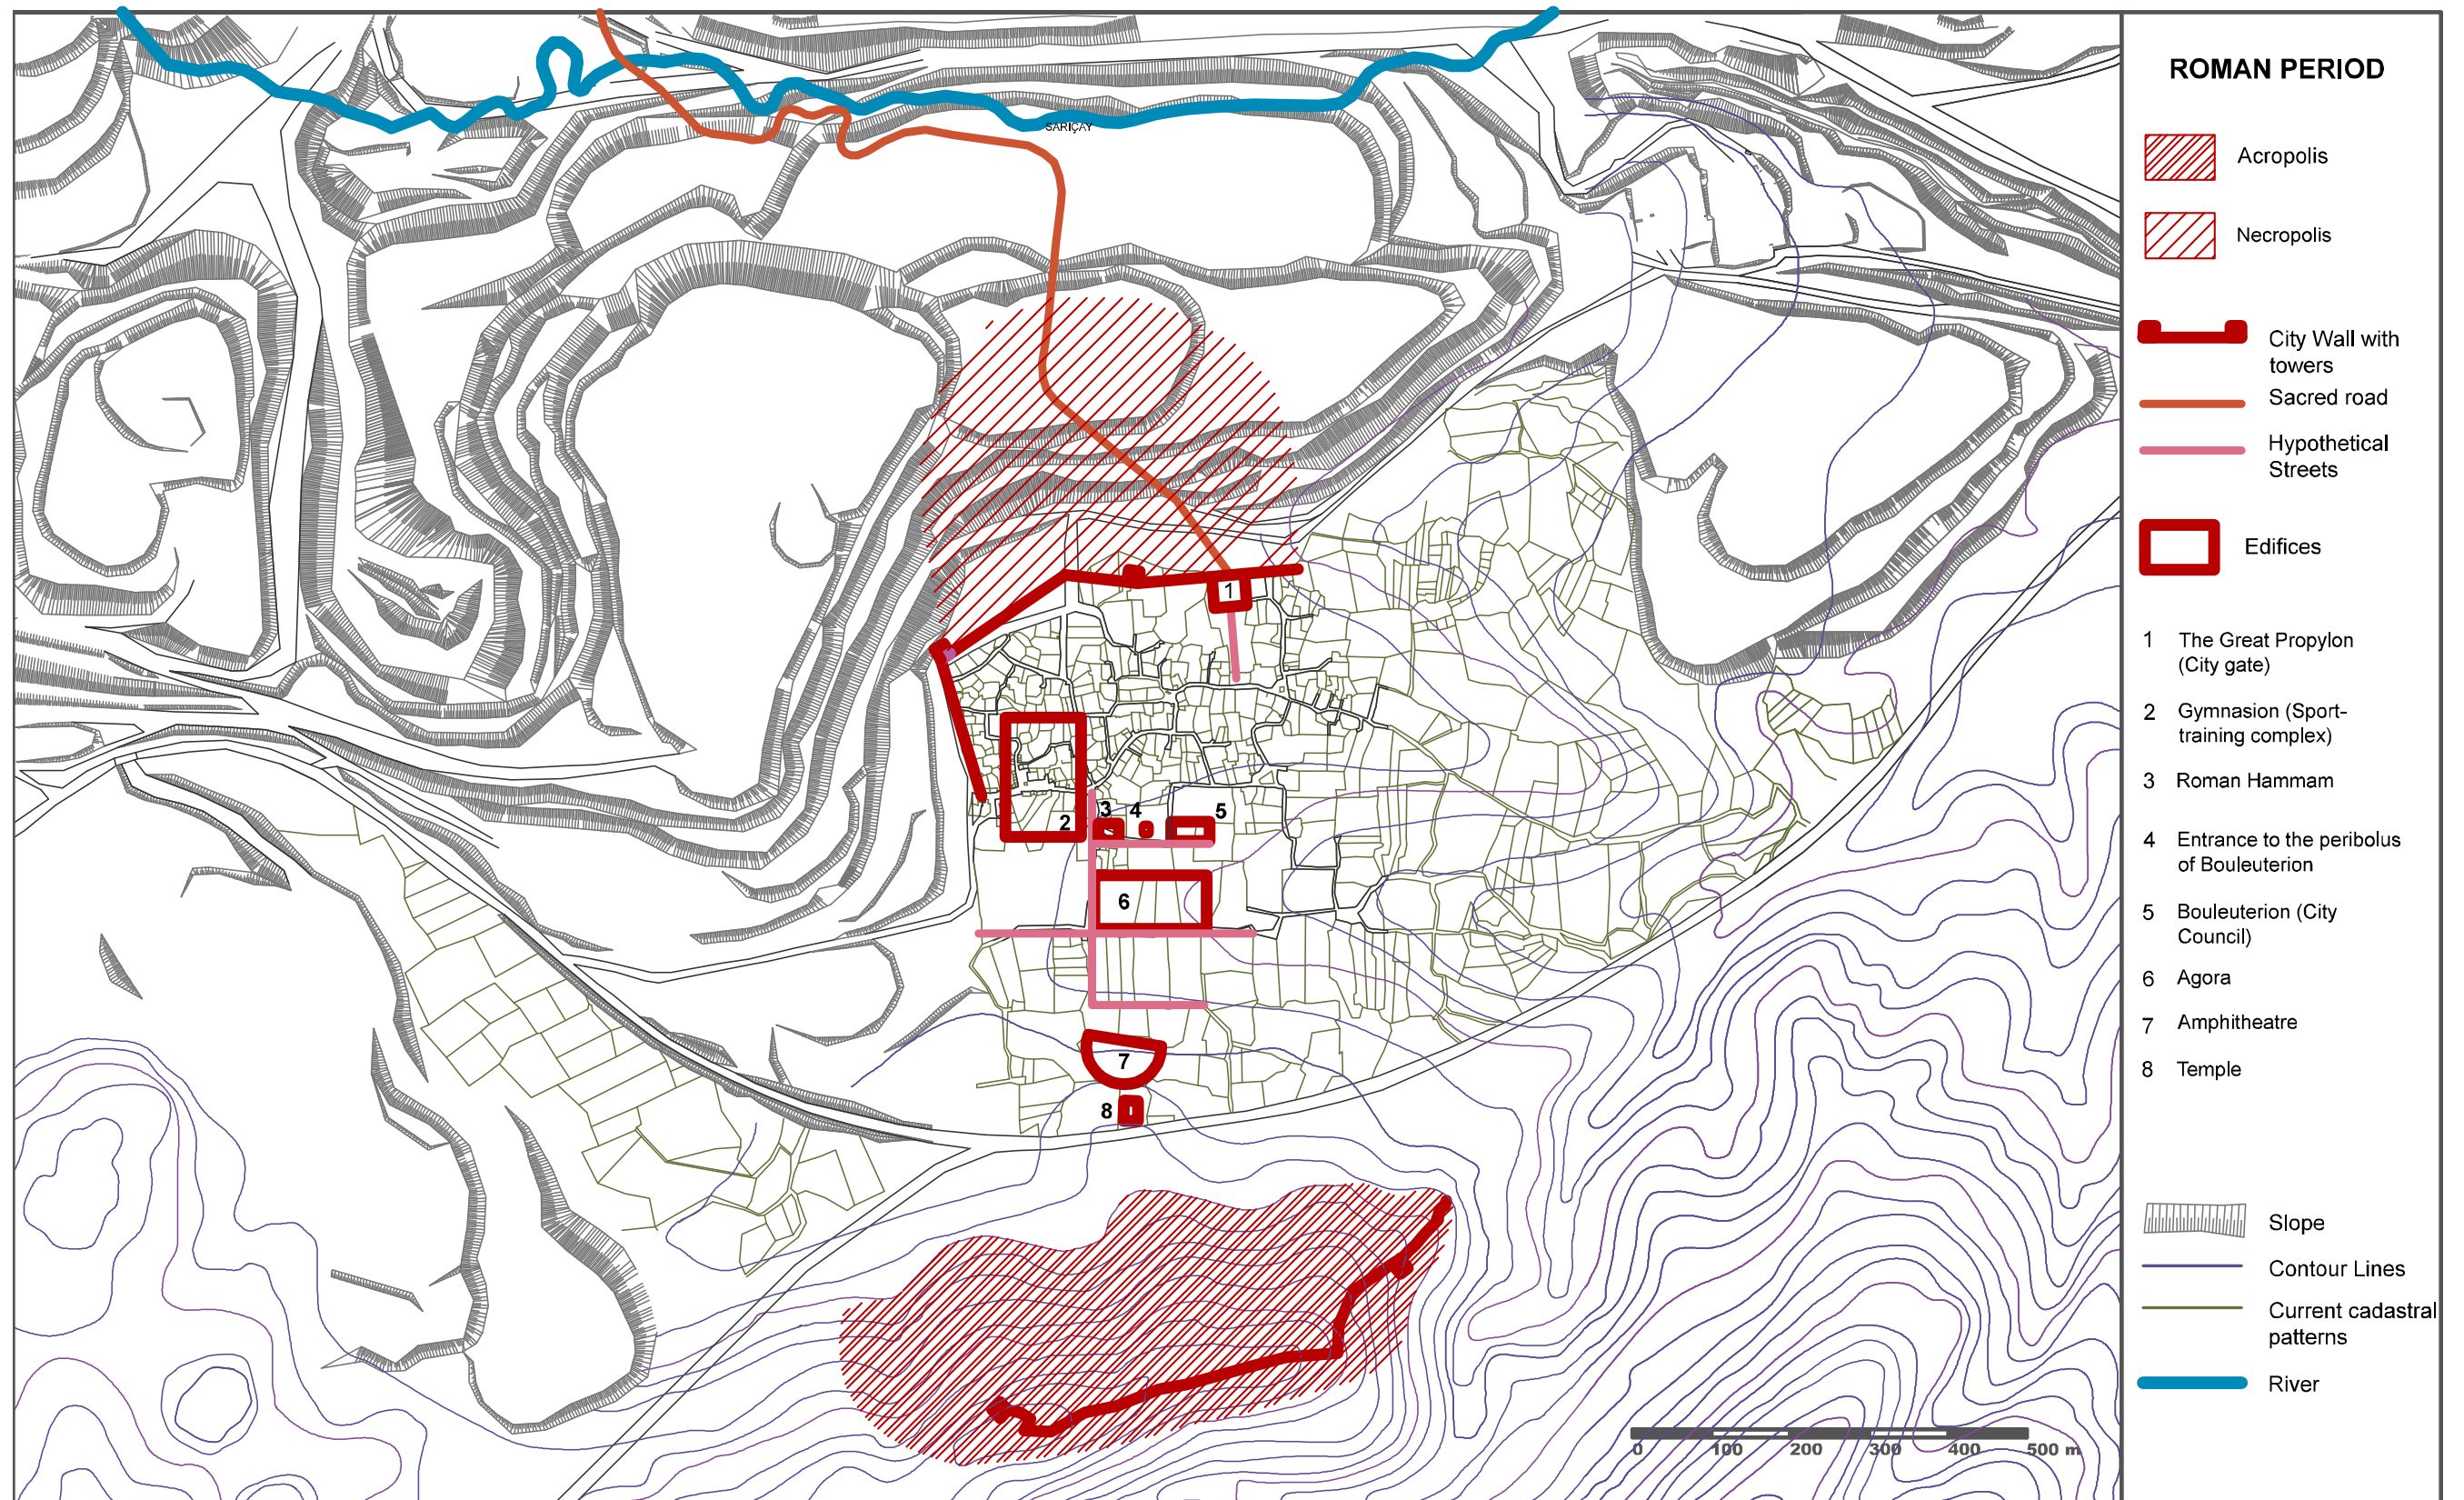 SARIÇAY
1
2
3
4
5
6
7
8
0 100 200 300 400 500 m
ROMAN PERIOD
Acropolis
Necropolis
City Wall with
towers
Sacred road
Hypothetical
Streets
Edifices
1 The Great Propylon
(City gate)
2 Gymnasion (Sport-
training complex)
3 Roman Hammam
4 Entrance to the peribolus
of Bouleuterion
5 Bouleuterion (City
Council)
6 Agora
7 Amphitheatre
8 Temple
Slope
Contour Lines
Current cadastral
patterns
River